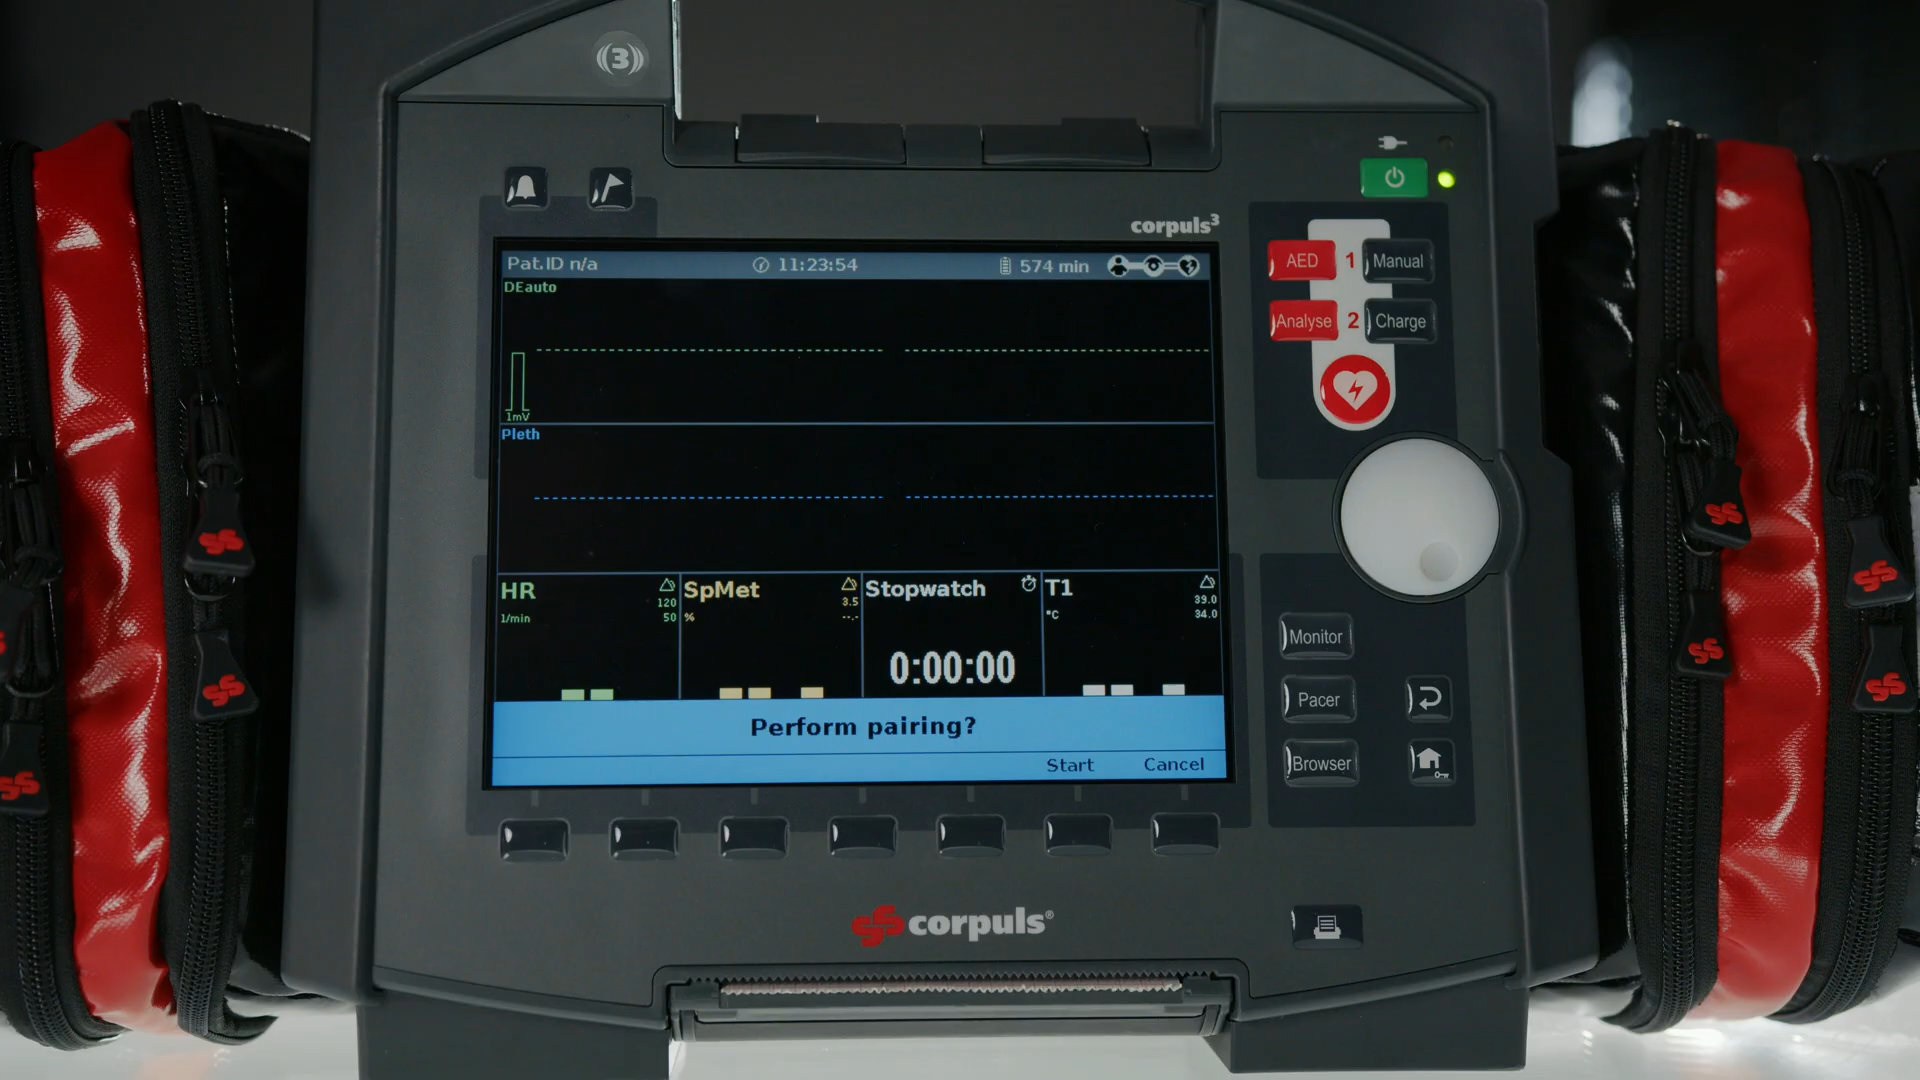 (3)
corpuls³
Pat.ID n/a 11:23:54 574 min
DEauto
1mV
Pleth
HR 120 50 1/min
SpMet 3.5 --.- %
Stopwatch 0:00:00
T1 39.0 34.0 °C
Perform pairing?
Start Cancel
AED 1 Manual
Analyse 2 Charge
Monitor
Pacer
Browser
corpuls®